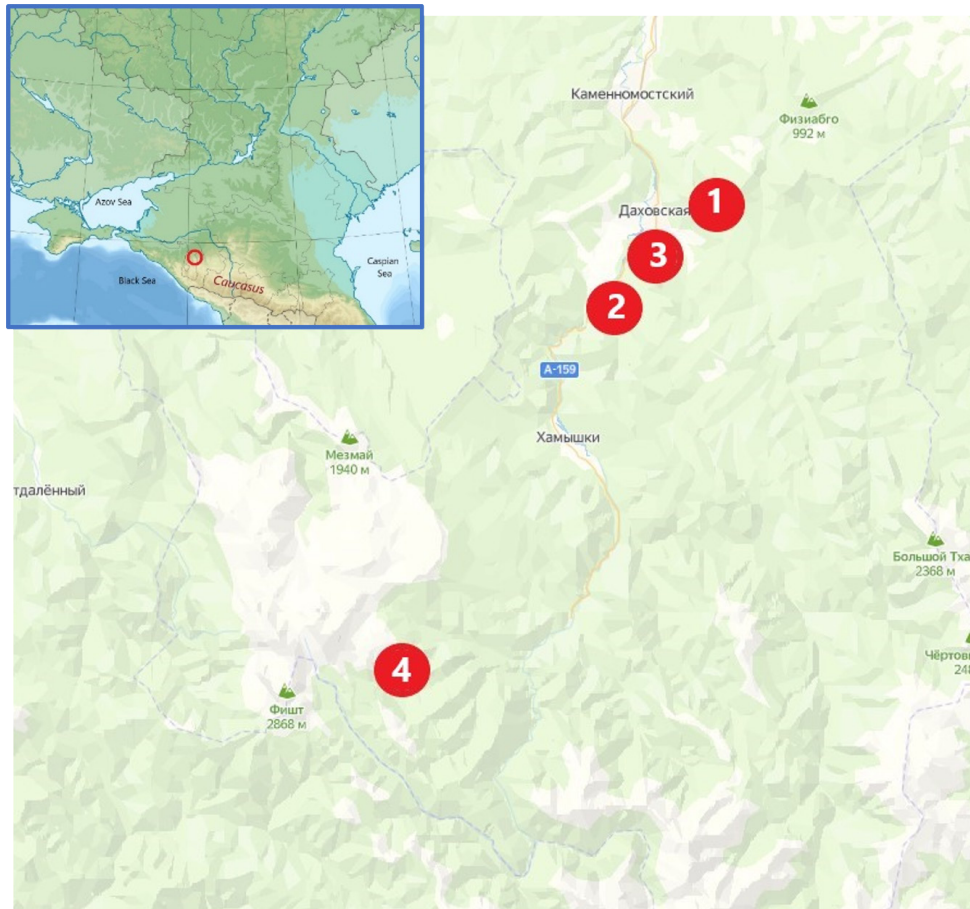 Azov Sea
Black Sea
Caucasus
Caspian
Sea
Каменномостский
Физиабго
992 м
Даховская
1
3
2
А-159
Хамышки
Мезмай
1940 м
тдалённый
Большой Тха
2368 м
4
Чёртов
248
Фишт
2868 м